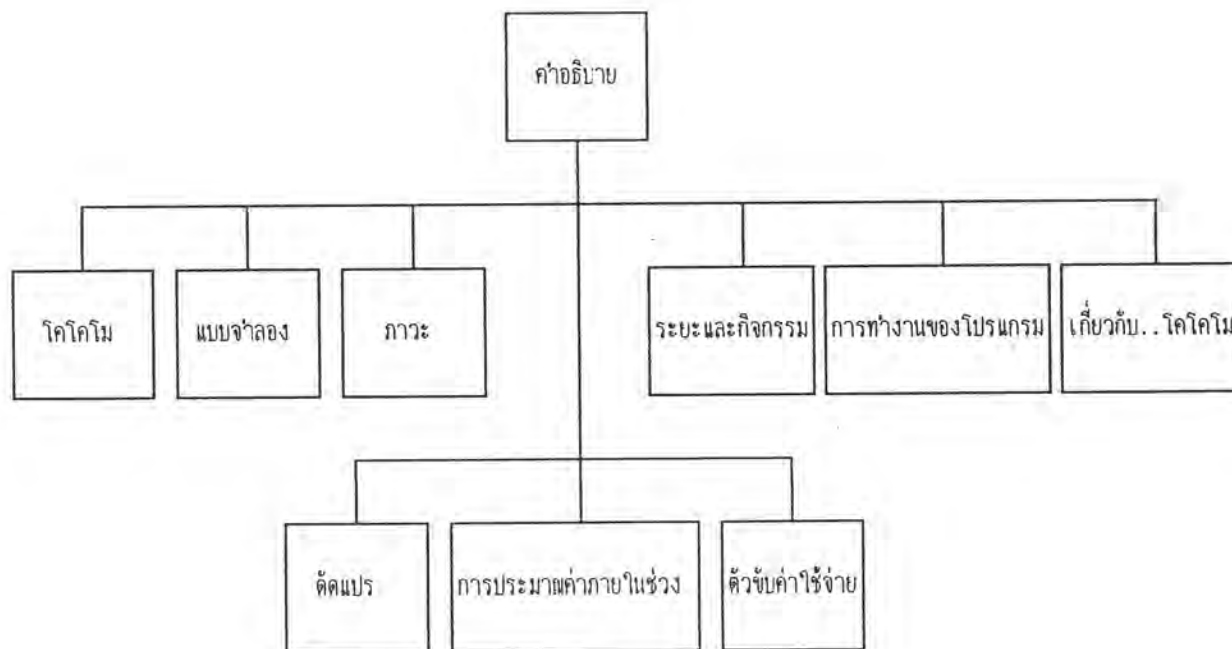 คำอธิบาย
โคโคโม
แบบจำลอง
ภาวะ
ระยะและกิจกรรม
การทำงานของโปรแกรม
เกี่ยวกับ..โคโคโม
ดัดแปร
การประมาณค่าภายในช่วง
ตัวขับค่าใช้จ่าย